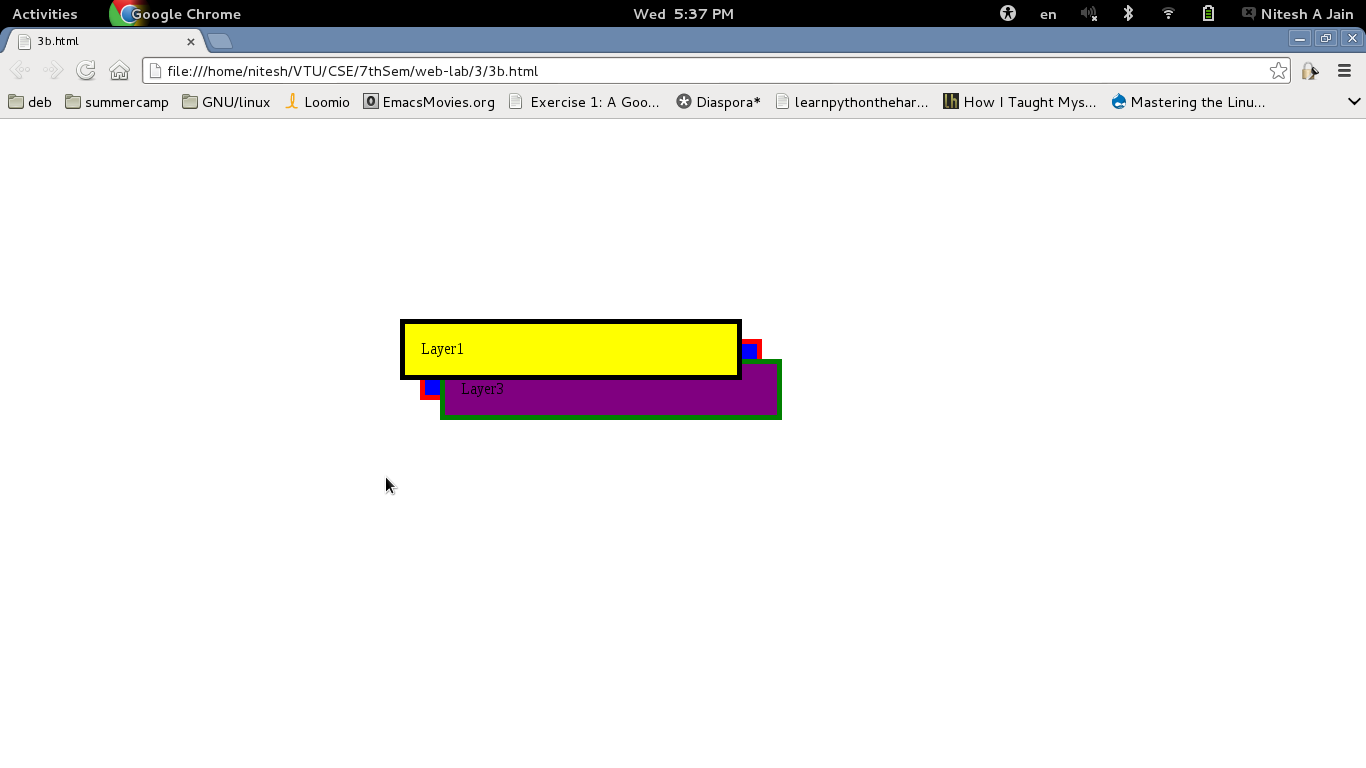 Activities Google Chrome Wed 5:37 PM en Nitesh A Jain
3b.html
file:///home/nitesh/VTU/CSE/7thSem/web-lab/3/3b.html
deb summercamp GNU/linux Loomio EmacsMovies.org Exercise 1: A Goo... Diaspora* learnpythonthehar... How I Taught Mys... Mastering the Linu...
Layer1
Layer3